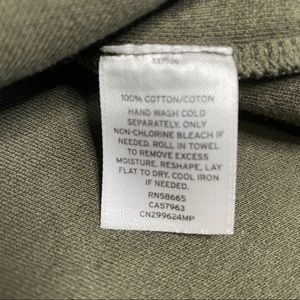 100% COTTON/COTON
HAND WASH COLD
SEPARATELY. ONLY
NON-CHLORINE BLEACH IF
NEEDED. ROLL IN TOWEL
TO REMOVE EXCESS
MOISTURE. RESHAPE, LAY
FLAT TO DRY. COOL IRON
IF NEEDED.
RN58665
CA57963
CN299624MP